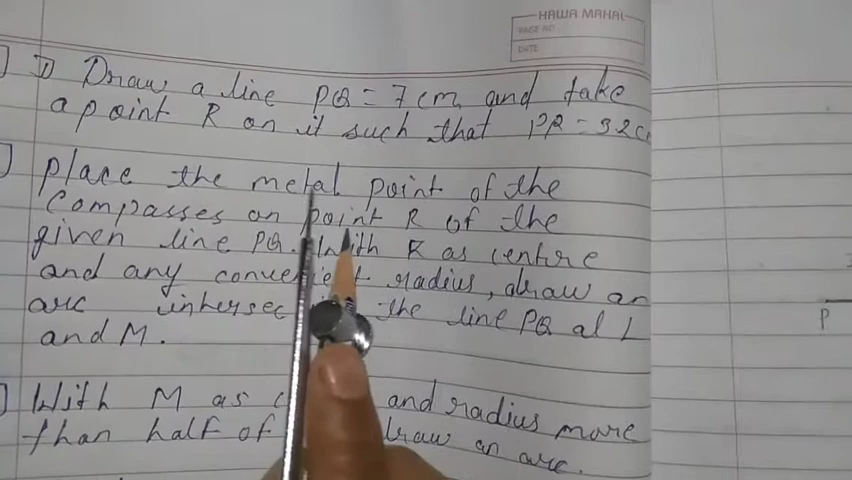 HAWA MAHAL
PAGE NO
DATE
1) Draw a line PQ = 7 cm and take
a point R on it such that PR = 3.2 c
Place the metal point of the
Compasses on point R of the
given line PQ. With R as centre
and any convenient radius, draw an
arc intersec the line PQ at L
and M.
With M as and radius more
than half of draw an arc.
P